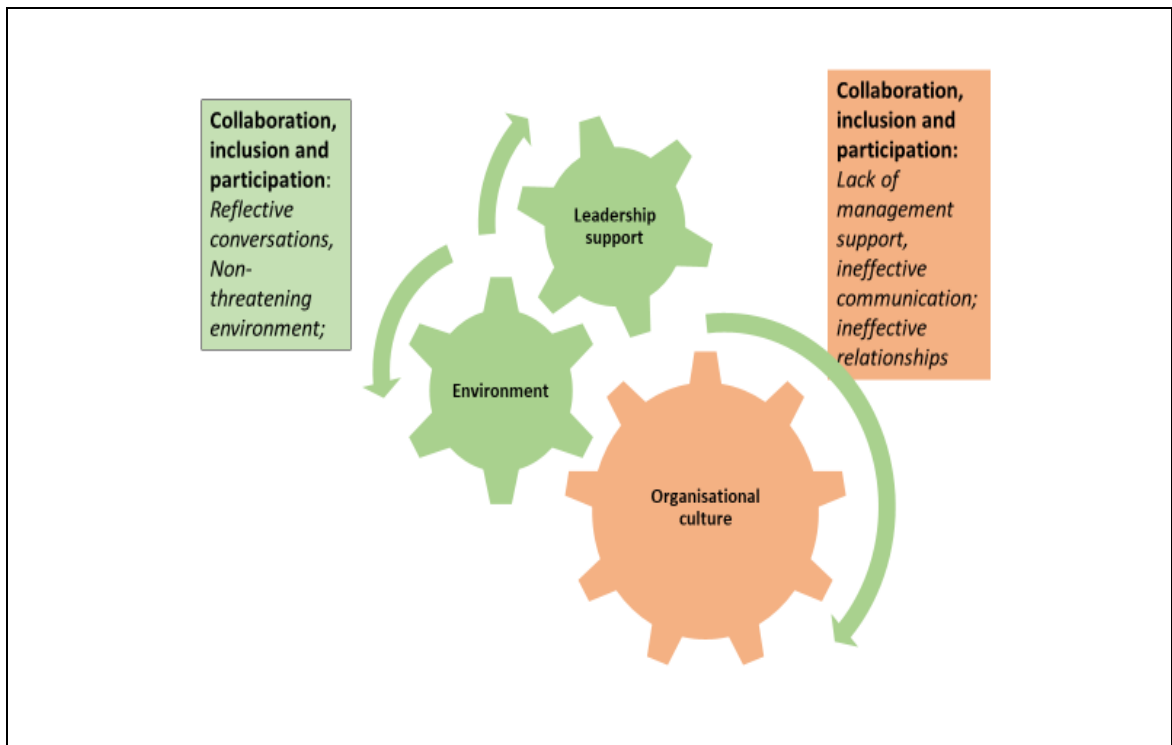 Collaboration,
inclusion and
participation:
Reflective
conversations,
Non-
threatening
environment;
Leadership
support
Environment
Organisational
culture
Collaboration,
inclusion and
participation:
Lack of
management
support,
ineffective
communication;
ineffective
relationships